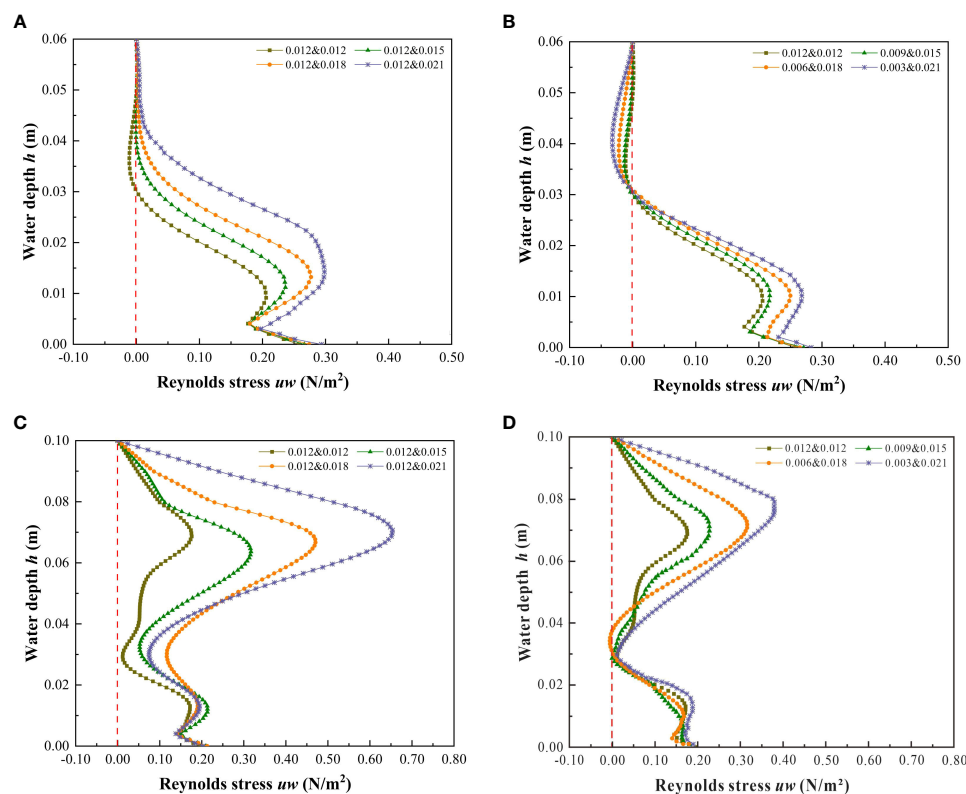 A
0.06
0.05
0.04
0.03
0.02
0.01
0.00
Water depth h (m)
0.012&0.012 0.012&0.015
0.012&0.018 0.012&0.021
-0.10 0.00 0.10 0.20 0.30 0.40 0.50
Reynolds stress uw (N/m²)
B
0.06
0.05
0.04
0.03
0.02
0.01
0.00
Water depth h (m)
0.012&0.012 0.009&0.015
0.006&0.018 0.003&0.021
-0.10 0.00 0.10 0.20 0.30 0.40 0.50
Reynolds stress uw (N/m²)
C
0.10
0.08
0.06
0.04
0.02
0.00
Water depth h (m)
0.012&0.012 0.012&0.015
0.012&0.018 0.012&0.021
-0.10 0.00 0.10 0.20 0.30 0.40 0.50 0.60 0.70 0.80
Reynolds stress uw (N/m²)
D
0.10
0.08
0.06
0.04
0.02
0.00
Water depth h (m)
0.012&0.012 0.009&0.015
0.006&0.018 0.003&0.021
-0.10 0.00 0.10 0.20 0.30 0.40 0.50 0.60 0.70 0.80
Reynolds stress uw (N/m²)